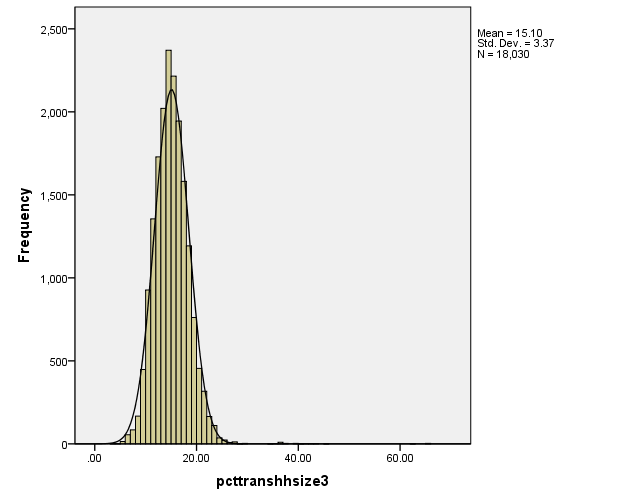 2,500
2,000
1,500
1,000
500
0
Frequency
.00 20.00 40.00 60.00
pcttranshhsize3
Mean = 15.10
Std. Dev. = 3.37
N = 18,030